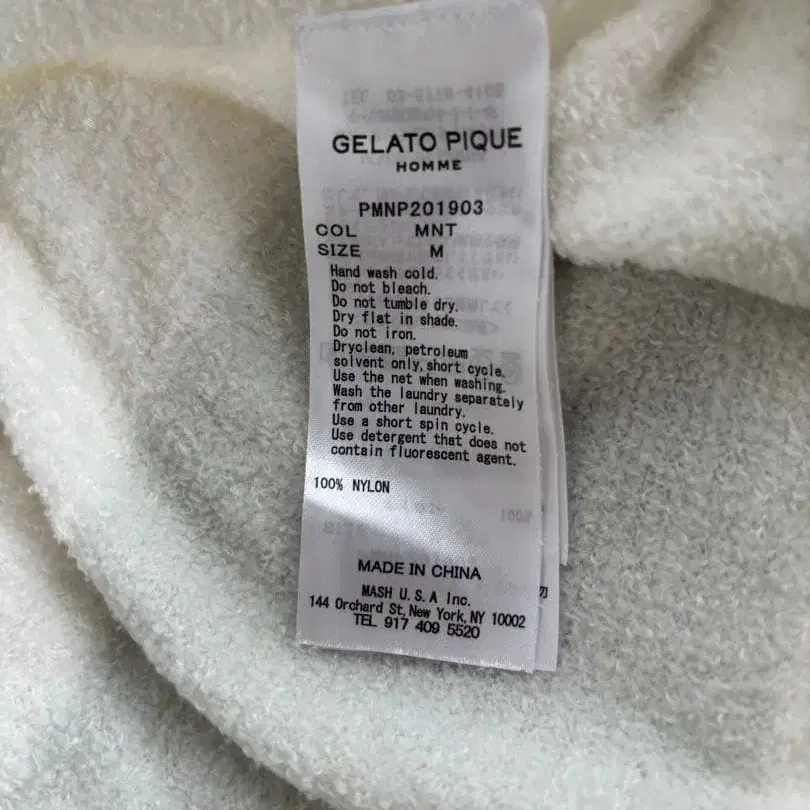 GELATO PIQUE
HOMME
PMNP201903
COL MNT
SIZE M
Hand wash cold.
Do not bleach.
Do not tumble dry.
Dry flat in shade.
Do not iron.
Dryclean, petroleum
solvent only, short cycle.
Use the net when washing.
Wash the laundry separately
from other laundry.
Use a short spin cycle.
Use detergent that does not
contain fluorescent agent.
100% NYLON
MADE IN CHINA
MASH U.S.A Inc.
144 Orchard St, New York, NY 10002
TEL 917 409 5520